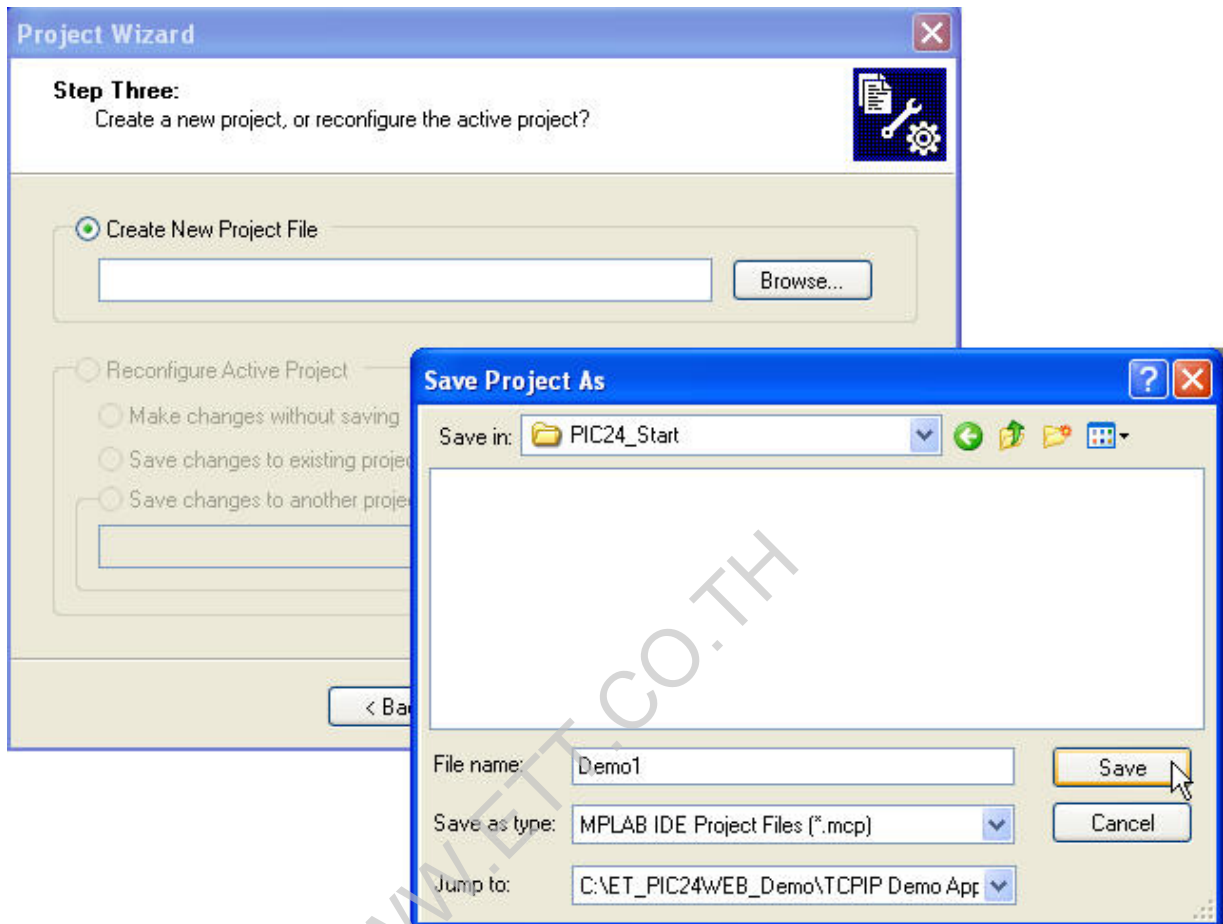 Project Wizard
Step Three:
Create a new project, or reconfigure the active project?
Create New Project File
Browse...
Reconfigure Active Project
Make changes without saving
Save changes to existing projec
Save changes to another projec
< Ba
Save Project As
Save in: PIC24_Start
File name: Demo1
Save
Save as type: MPLAB IDE Project Files (*.mcp)
Cancel
Jump to: C:\ET_PIC24WEB_Demo\TCPIP Demo App
WWW.ETT.CO.TH